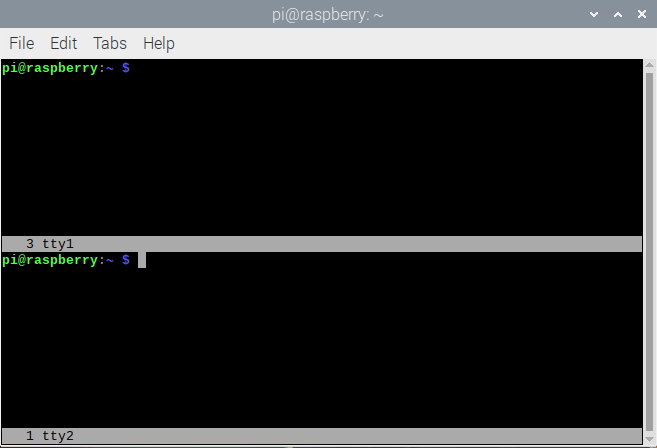 pi@raspberry: ~
File Edit Tabs Help
pi@raspberry:~ $
3 tty1
pi@raspberry:~ $
1 tty2